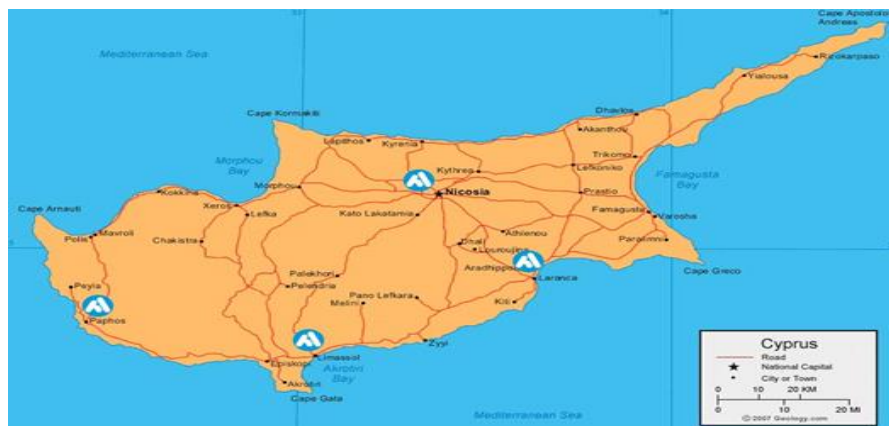 33
34
Cape Apostolos
Andreas
Mediterranean Sea
Rizokarpaso
Yialousa
Cape Kormakiti
Dhavlos
Akanthou
Lapithos
Kyrenia
Morphou
Bay
Kythrea
Trikomo
Lefkoniko
Famagusta
Bay
Morphou
Nicosia
Prastio
Kokkina
Xeros
Lefka
Kato Lakatamia
Famagusta
Varosha
Cape Arnauti
Polis
Mavroli
Chakistra
Athienou
Dhali
Louroujina
Paralimni
Aradhippou
Cape Greco
Laranca
Palekhori
Pelendria
Peyia
Pano Lefkara
Melini
Kiti
Paphos
Zyyi
Limassol
Episkopi
Akrotiri
Bay
Akrotiri
Cape Gata
Mediterranean Sea
Cyprus
Road
National Capital
City or Town
0 10 20 KM
0 10 20 Mi
© 2007 Geology.com